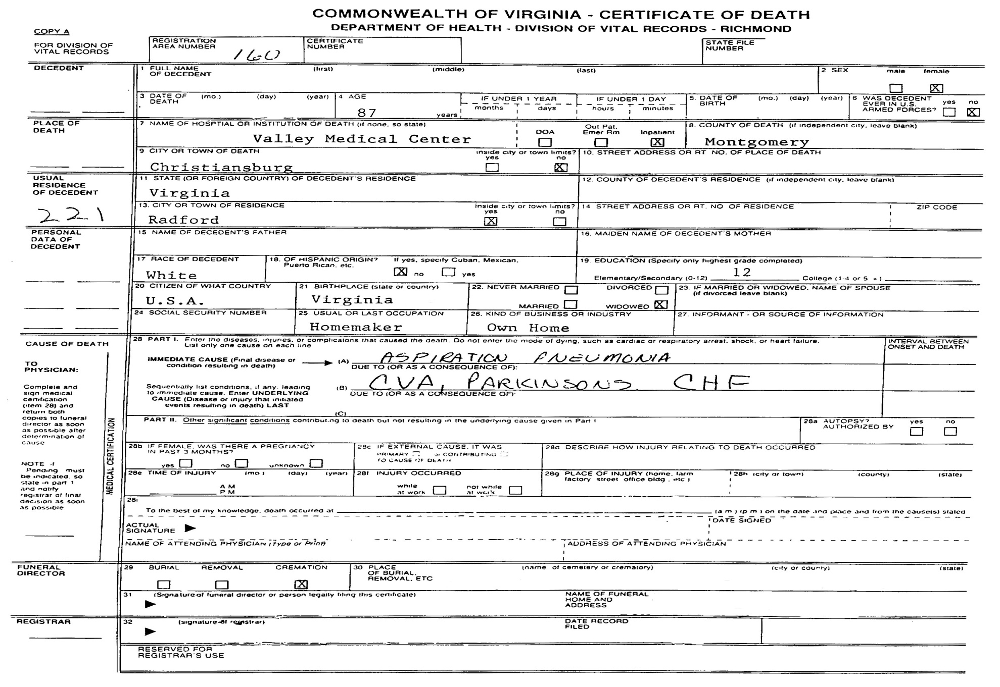 COMMONWEALTH OF VIRGINIA - CERTIFICATE OF DEATH
DEPARTMENT OF HEALTH - DIVISION OF VITAL RECORDS - RICHMOND
COPY A
FOR DIVISION OF VITAL RECORDS
REGISTRATION AREA NUMBER 160
CERTIFICATE NUMBER
STATE FILE NUMBER
DECEDENT
1 FULL NAME OF DECEDENT (first) (middle) (last)
2 SEX male female X
3 DATE OF DEATH (mo.) (day) (year)
4 AGE 87 years
IF UNDER 1 YEAR months days
IF UNDER 1 DAY hours minutes
5. DATE OF BIRTH (mo.) (day) (year)
6 WAS DECEDENT EVER IN U.S. ARMED FORCES? yes no X
PLACE OF DEATH
7 NAME OF HOSPTIAL OR INSTITUTION OF DEATH (if none, so state)
Valley Medical Center
DOA Out Pat. Emer Rm Inpatient X
8. COUNTY OF DEATH (if independent city, leave blank)
Montgomery
9 CITY OR TOWN OF DEATH
Christiansburg
inside city or town limits? yes no X
10. STREET ADDRESS OR RT NO. OF PLACE OF DEATH
USUAL RESIDENCE OF DECEDENT
221
11 STATE (OR FOREIGN COUNTRY) OF DECEDENT'S RESIDENCE
Virginia
12. COUNTY OF DECEDENT'S RESIDENCE (if independent city, leave blank)
13. CITY OR TOWN OF RESIDENCE
Radford
inside city or town limits? yes X no
14 STREET ADDRESS OR RT. NO OF RESIDENCE
ZIP CODE
PERSONAL DATA OF DECEDENT
15 NAME OF DECEDENT'S FATHER
16. MAIDEN NAME OF DECEDENT'S MOTHER
17 RACE OF DECEDENT
White
18. OF HISPANIC ORIGIN? If yes, specify Cuban, Mexican, Puerto Rican, etc.
X no yes
19. EDUCATION (Specify only highest grade completed)
Elementary/Secondary (0-12) 12 College (1-4 or 5 +)
20 CITIZEN OF WHAT COUNTRY
U.S.A.
21 BIRTHPLACE (state or country)
Virginia
22. NEVER MARRIED DIVORCED
MARRIED WIDOWED X
23. IF MARRIED OR WIDOWED, NAME OF SPOUSE (if divorced leave blank)
24 SOCIAL SECURITY NUMBER
25. USUAL OR LAST OCCUPATION
Homemaker
26. KIND OF BUSINESS OR INDUSTRY
Own Home
27. INFORMANT - OR SOURCE OF INFORMATION
CAUSE OF DEATH
TO PHYSICIAN:
Complete and sign medical certification (item 28) and return both copies to funeral director as soon as possible after determination of cause
NOTE if Pending must be indicated, so state in part 1 and notify registrar of final decision as soon as possible
MEDICAL CERTIFICATION
28 PART I. Enter the diseases, injuries, or complicatons that caused the death. Do not enter the mode of dying, such as cardiac or respiratory arrest, shock, or heart failure. List only one cause on each line
INTERVAL BETWEEN ONSET AND DEATH
IMMEDIATE CAUSE (Final disease or condition resulting in death)
(A) ASPIRATION PNEUMONIA
DUE TO (OR AS A CONSEQUENCE OF):
Sequentially list conditions, if any, leading to immediate cause. Enter UNDERLYING CAUSE (Disease or injury that initiated events resulting in death) LAST
(B) CVA, PARKINSONS CHF
DUE TO (OR AS A CONSEQUENCE OF):
(C)
PART II. Other significant conditions contributing to death but not resulting in the underlying cause given in Part I
28a AUTOPSY? AUTHORIZED BY yes no
28b IF FEMALE, WAS THERE A PREGNANCY IN PAST 3 MONTHS?
yes no unknown
28c IF EXTERNAL CAUSE, IT WAS
PRIMARY or CONTRIBUTING
TO CAUSE OF DEATH
28d DESCRIBE HOW INJURY RELATING TO DEATH OCCURRED
28e TIME OF INJURY (mo) (day) (year)
A M
P M
28f INJURY OCCURRED
while at work not while at work
28g PLACE OF INJURY (home, farm factory street office bldg, etc)
28h (city or town) (county) (state)
28i
To the best of my knowledge, death occurred at (a m) (p m) on the date and place and from the cause(s) stated
ACTUAL SIGNATURE
DATE SIGNED
NAME OF ATTENDING PHYSICIAN (type or Print)
ADDRESS OF ATTENDING PHYSICIAN
FUNERAL DIRECTOR
29 BURIAL REMOVAL CREMATION X
30 PLACE OF BURIAL, REMOVAL, ETC (name of cemetery or crematory) (city or county) (state)
31 (Signature of funeral director or person legally filing this certificate)
NAME OF FUNERAL HOME AND ADDRESS
REGISTRAR
32 (signature of registrar)
DATE RECORD FILED
RESERVED FOR REGISTRAR'S USE